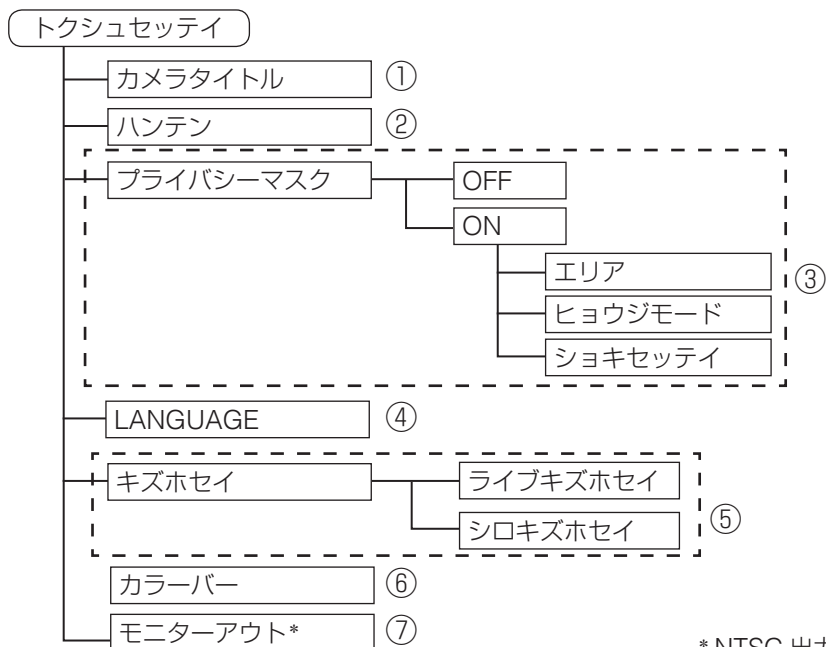 トクシュセッテイ
カメラタイトル ①
ハンテン ②
プライバシーマスク OFF
ON
エリア
③
ヒョウジモード
ショキセッテイ
LANGUAGE ④
キズホセイ ライブキズホセイ
⑤
シロキズホセイ
カラーバー ⑥
モニターアウト* ⑦
* NTSC 出